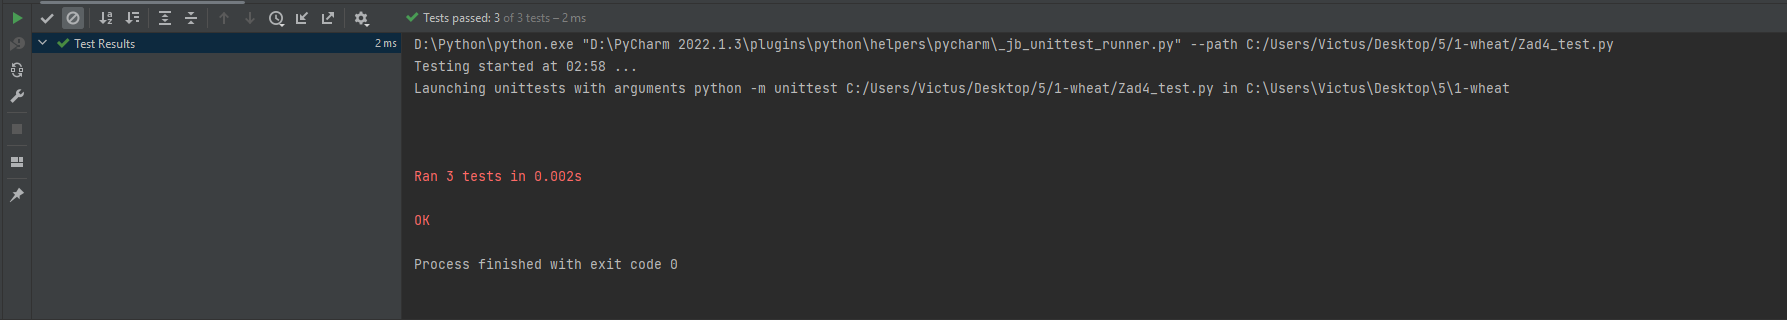 Tests passed: 3 of 3 tests – 2 ms
Test Results 2 ms
D:\Python\python.exe "D:\PyCharm 2022.1.3\plugins\python\helpers\pycharm\_jb_unittest_runner.py" --path C:/Users/Victus/Desktop/5/1-wheat/Zad4_test.py
Testing started at 02:58 ...
Launching unittests with arguments python -m unittest C:/Users/Victus/Desktop/5/1-wheat/Zad4_test.py in C:\Users\Victus\Desktop\5\1-wheat
Ran 3 tests in 0.002s
OK
Process finished with exit code 0